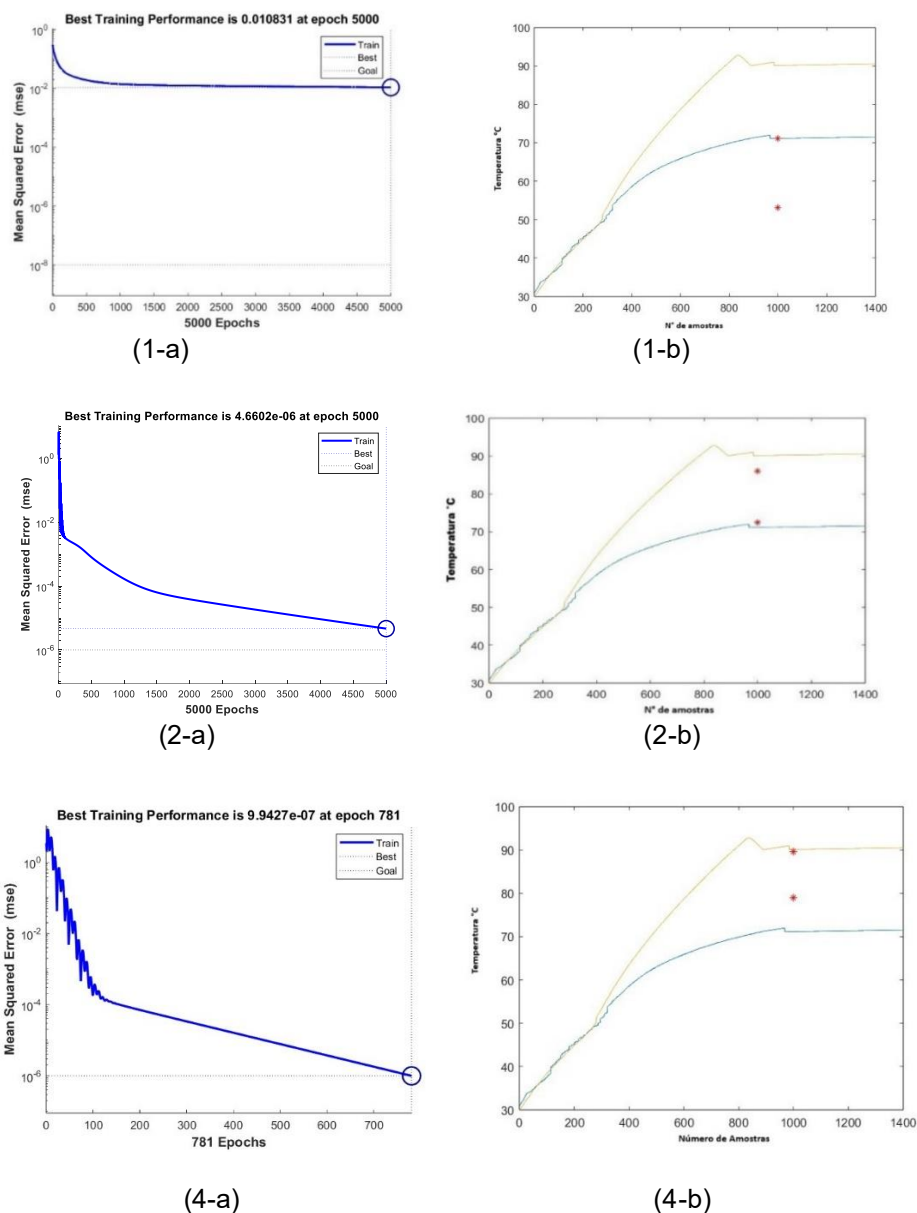 Best Training Performance is 0.010831 at epoch 5000
Mean Squared Error (mse)
10^0
10^-2
10^-4
10^-6
10^-8
Train
Best
Goal
0 500 1000 1500 2000 2500 3000 3500 4000 4500 5000
5000 Epochs
(1-a)
Temperatura °C
100
90
80
70
60
50
40
30
0 200 400 600 800 1000 1200 1400
N° de amostras
(1-b)
Best Training Performance is 4.6602e-06 at epoch 5000
Mean Squared Error (mse)
10^0
10^-2
10^-4
10^-6
Train
Best
Goal
0 500 1000 1500 2000 2500 3000 3500 4000 4500 5000
5000 Epochs
(2-a)
Temperatura °C
100
90
80
70
60
50
40
30
0 200 400 600 800 1000 1200 1400
N° de amostras
(2-b)
Best Training Performance is 9.9427e-07 at epoch 781
Mean Squared Error (mse)
10^0
10^-2
10^-4
10^-6
Train
Best
Goal
0 100 200 300 400 500 600 700
781 Epochs
(4-a)
Temperatura °C
100
90
80
70
60
50
40
30
0 200 400 600 800 1000 1200 1400
Número de Amostras
(4-b)